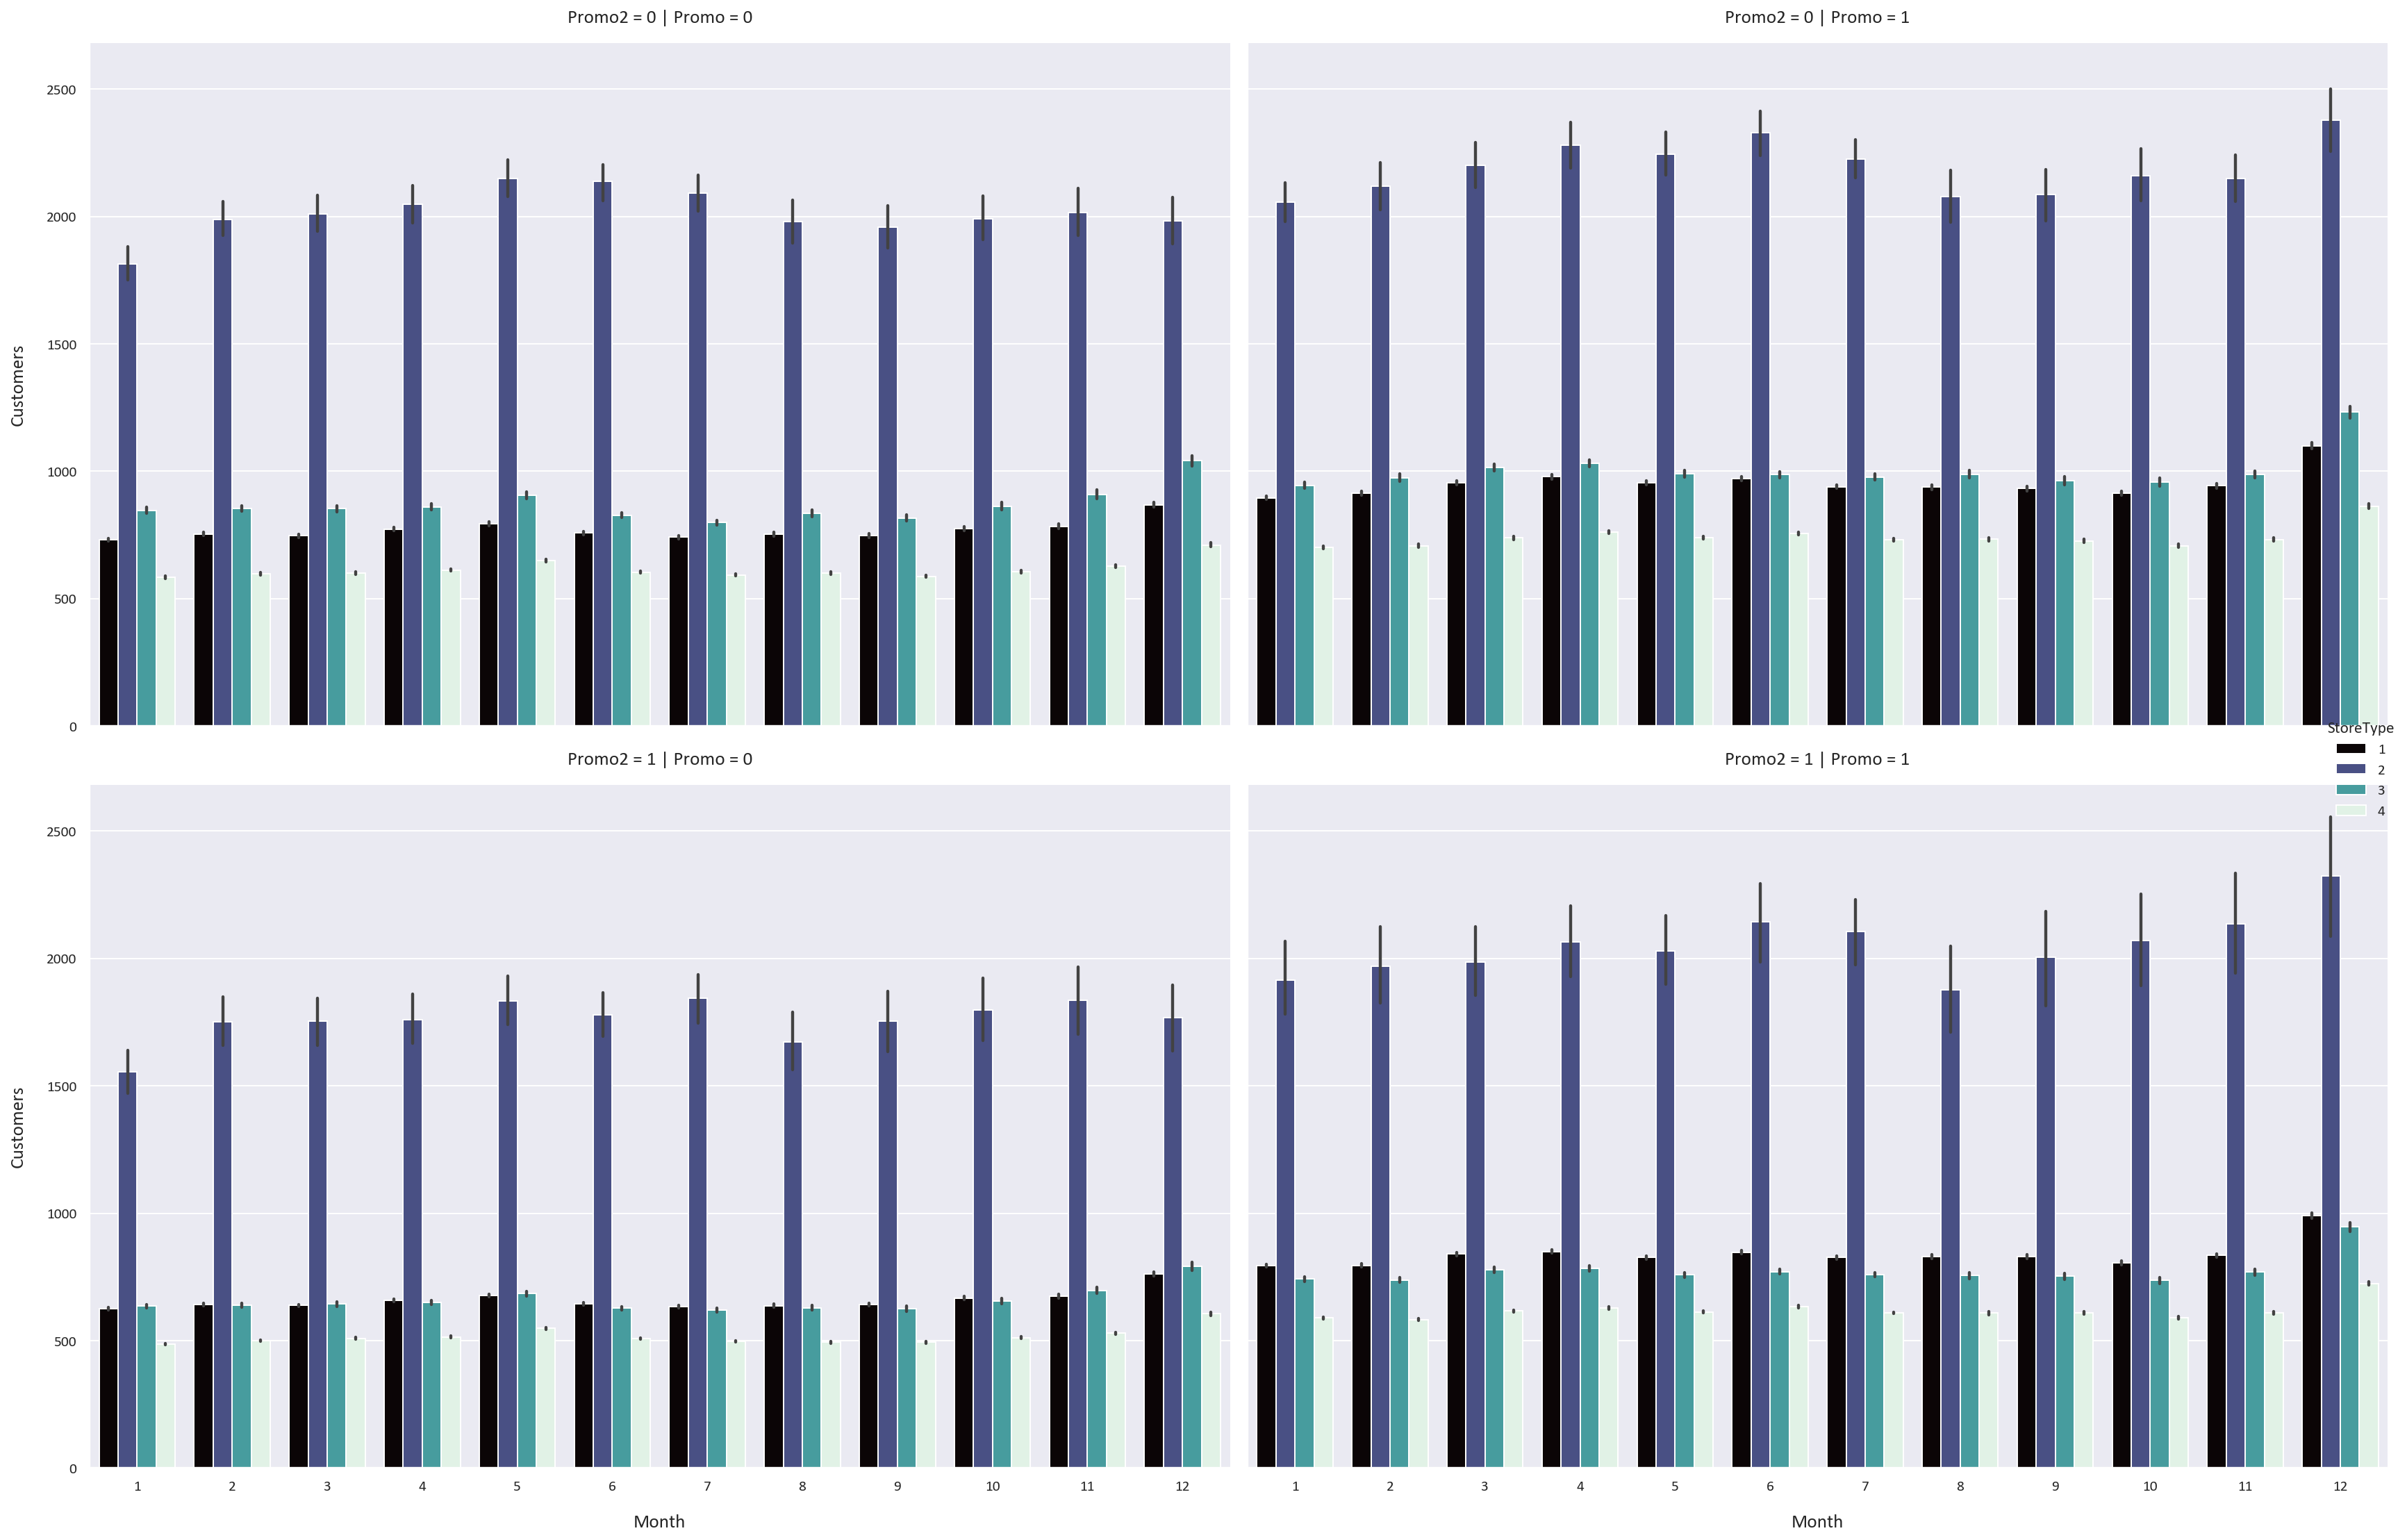 Promo2 = 0 | Promo = 0
Promo2 = 0 | Promo = 1
2500
2000
1500
1000
500
0
Customers
StoreType
1
2
3
4
Promo2 = 1 | Promo = 0
Promo2 = 1 | Promo = 1
2500
2000
1500
1000
500
0
Customers
1 2 3 4 5 6 7 8 9 10 11 12
Month
1 2 3 4 5 6 7 8 9 10 11 12
Month